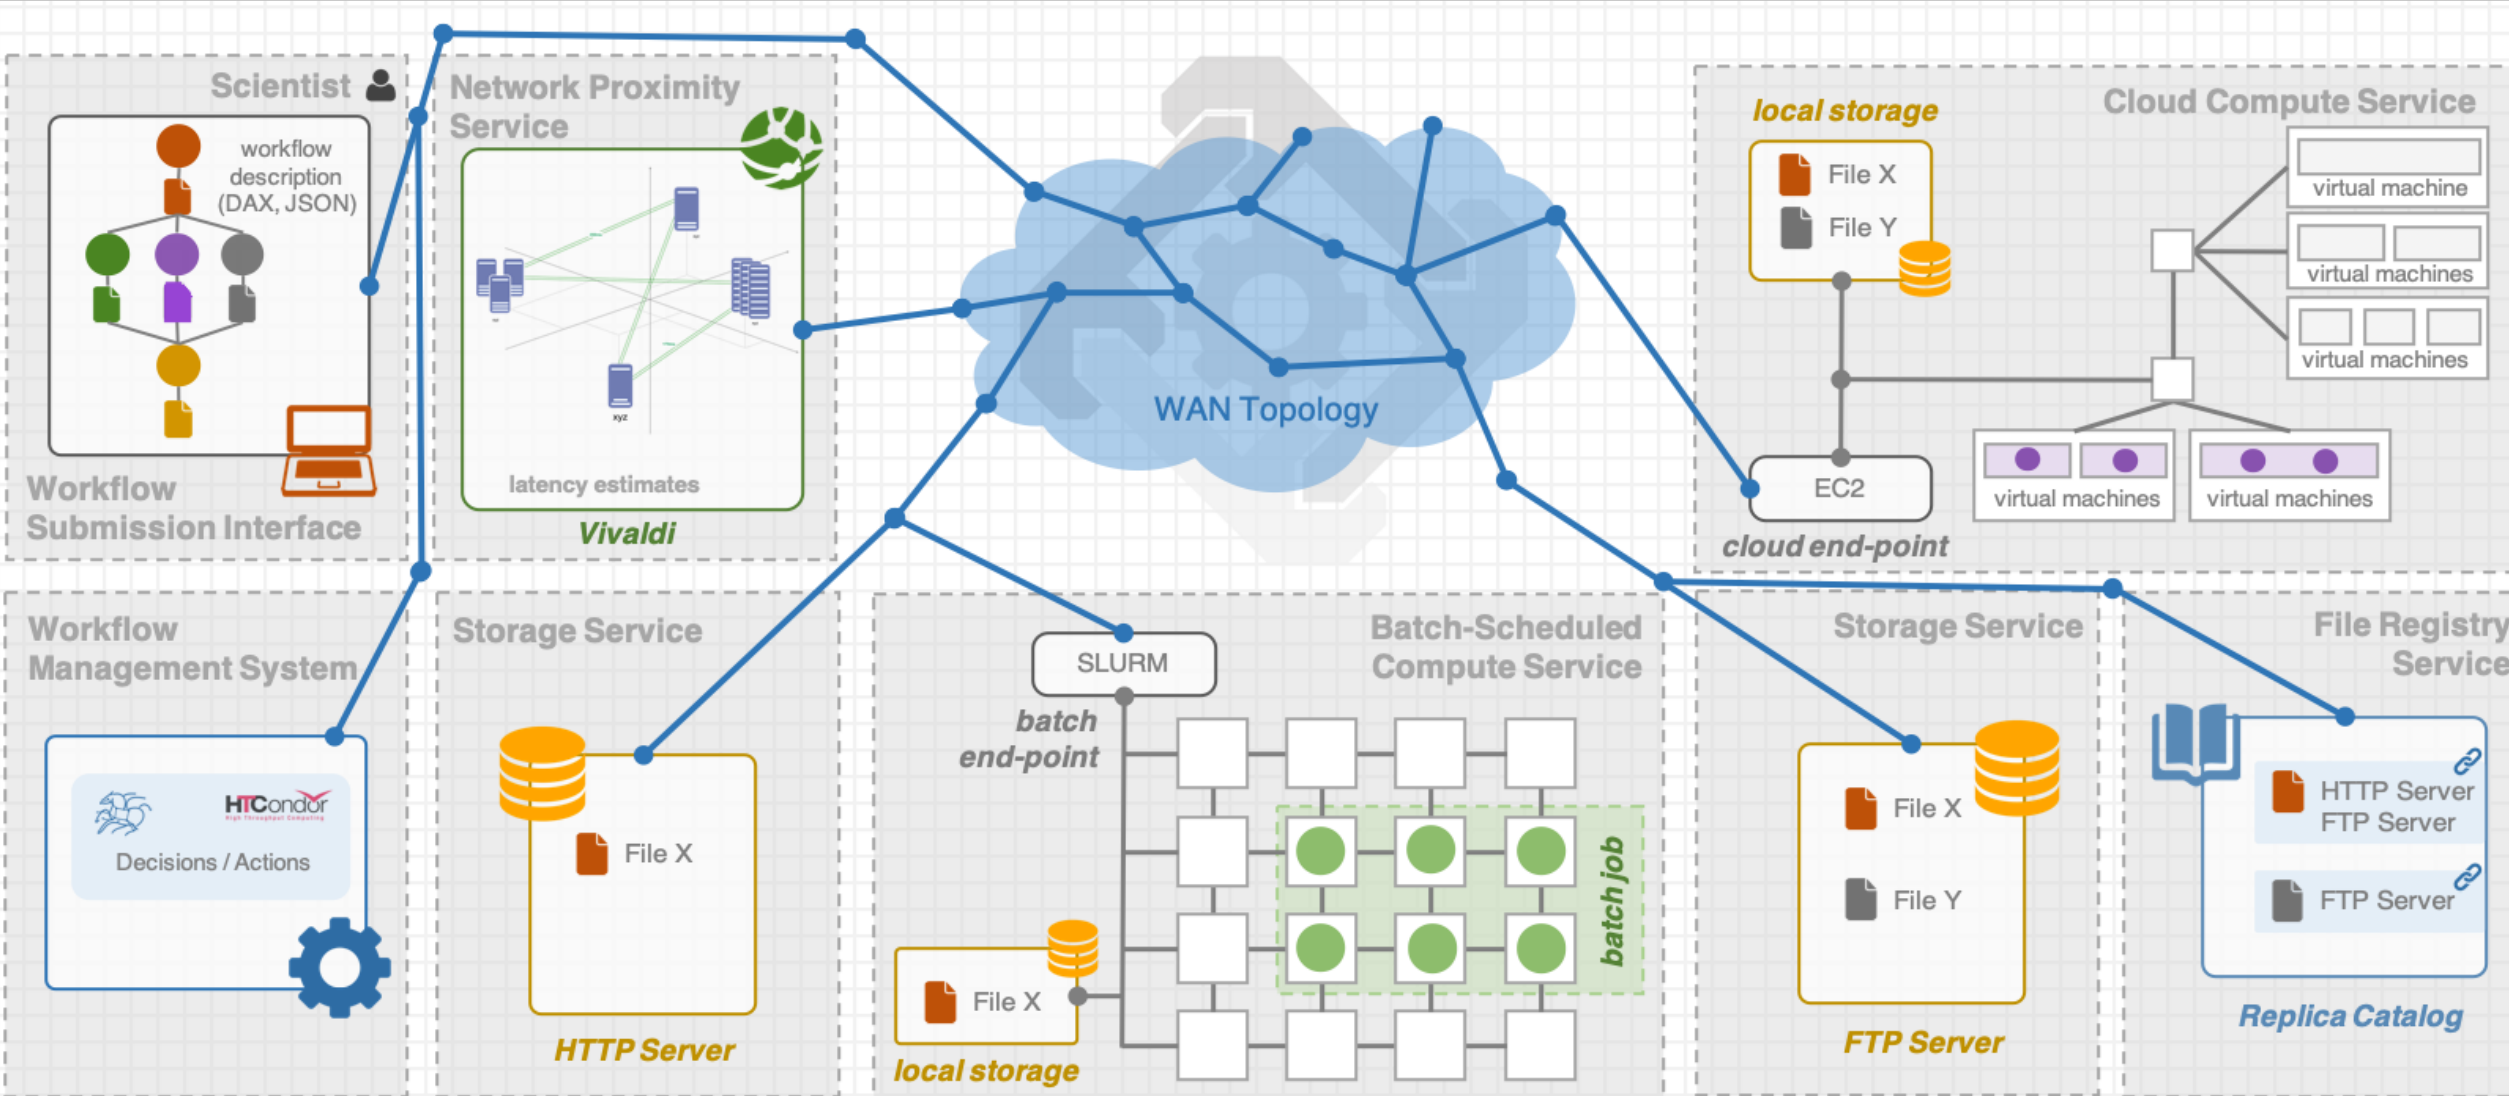 Scientist
workflow
description
(DAX, JSON)
Workflow
Submission Interface
Network Proximity
Service
xyz
latency estimates
Vivaldi
WAN Topology
local storage
File X
File Y
Cloud Compute Service
virtual machine
virtual machines
virtual machines
virtual machines
virtual machines
EC2
cloud end-point
Workflow
Management System
HTCondor
High Throughput Computing
Decisions / Actions
Storage Service
File X
HTTP Server
Batch-Scheduled
Compute Service
SLURM
batch
end-point
batch job
File X
local storage
Storage Service
File X
File Y
FTP Server
File Registry
Service
HTTP Server
FTP Server
FTP Server
Replica Catalog